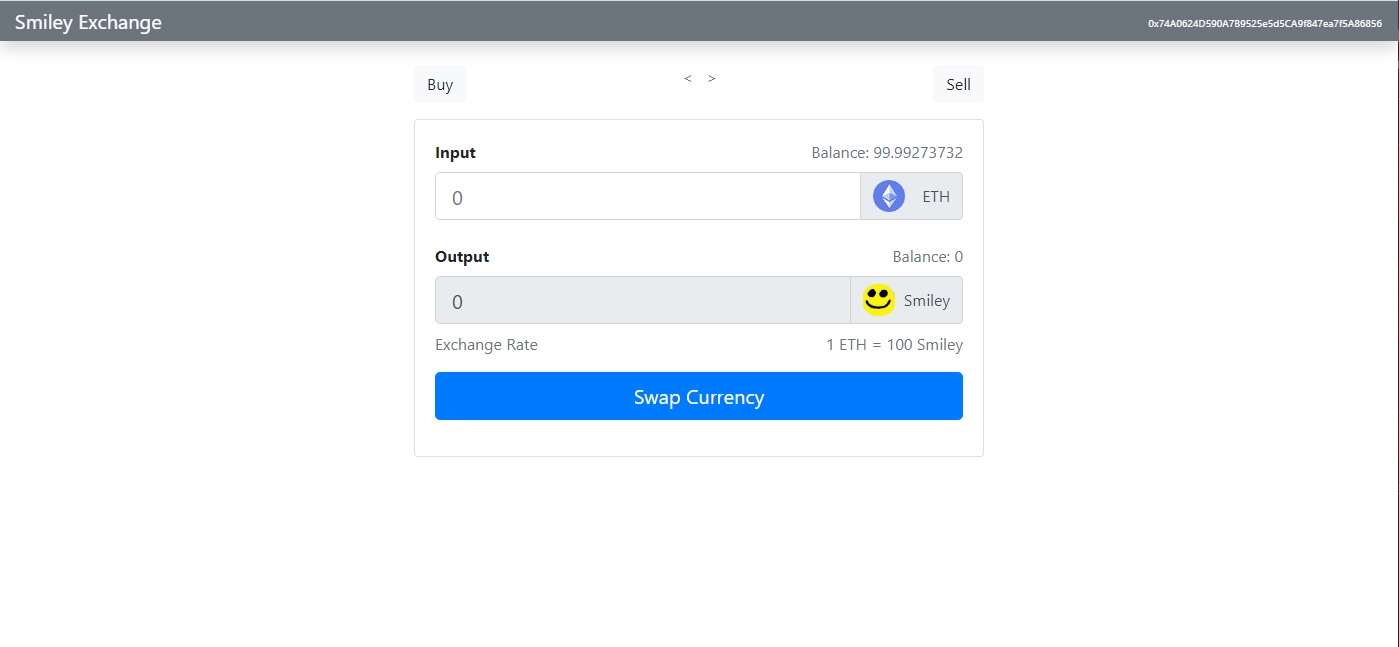 Smiley Exchange
0x74A0624D590A7B9525e5d5CA9f847ea7f5A86856
Buy < > Sell
Input Balance: 99.99273732
0 ETH
Output Balance: 0
0 Smiley
Exchange Rate 1 ETH = 100 Smiley
Swap Currency